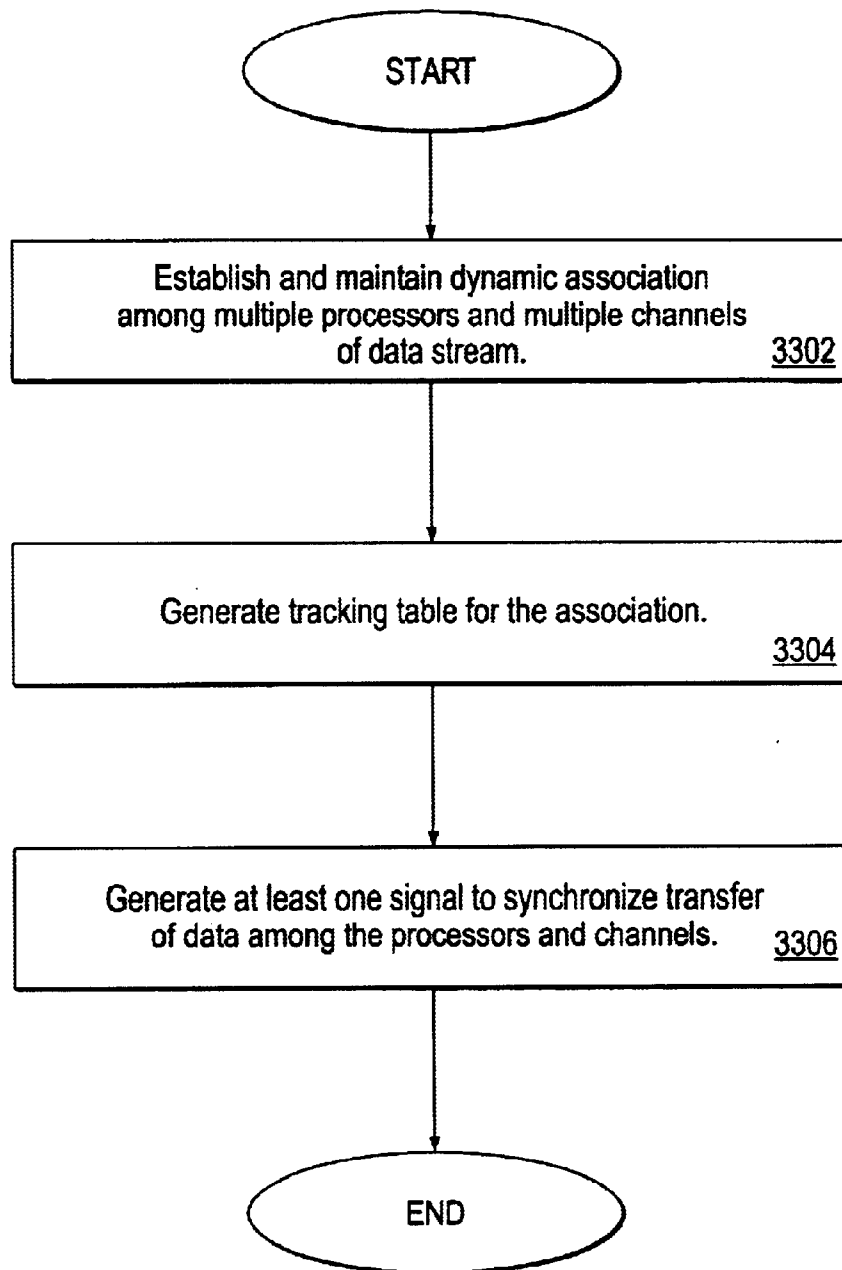 START
Establish and maintain dynamic association
among multiple processors and multiple channels
of data stream.
3302
Generate tracking table for the association.
3304
Generate at least one signal to synchronize transfer
of data among the processors and channels.
3306
END